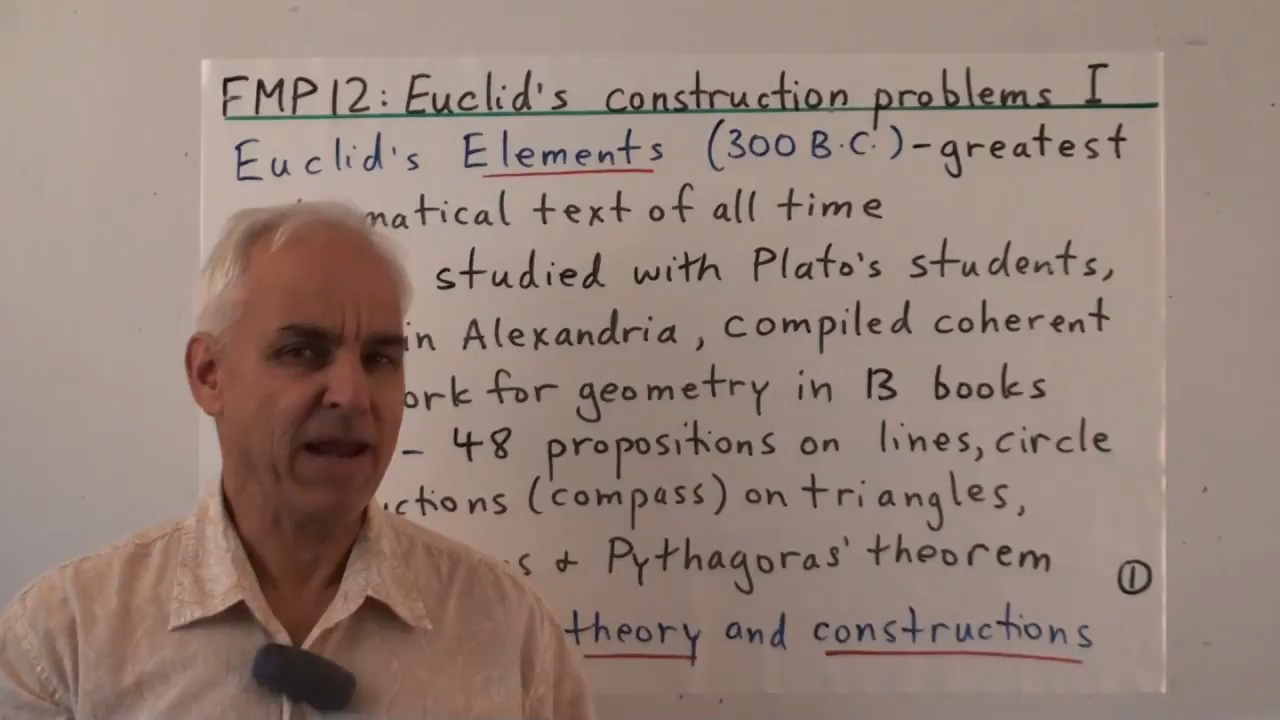 FMP12: Euclid's construction problems I
Euclid's Elements (300 B.C.) - greatest
matical text of all time
studied with Plato's students,
in Alexandria, compiled coherent
ork for geometry in 13 books
- 48 propositions on lines, circle
ctions (compass) on triangles,
s & Pythagoras' theorem
1
theory and constructions